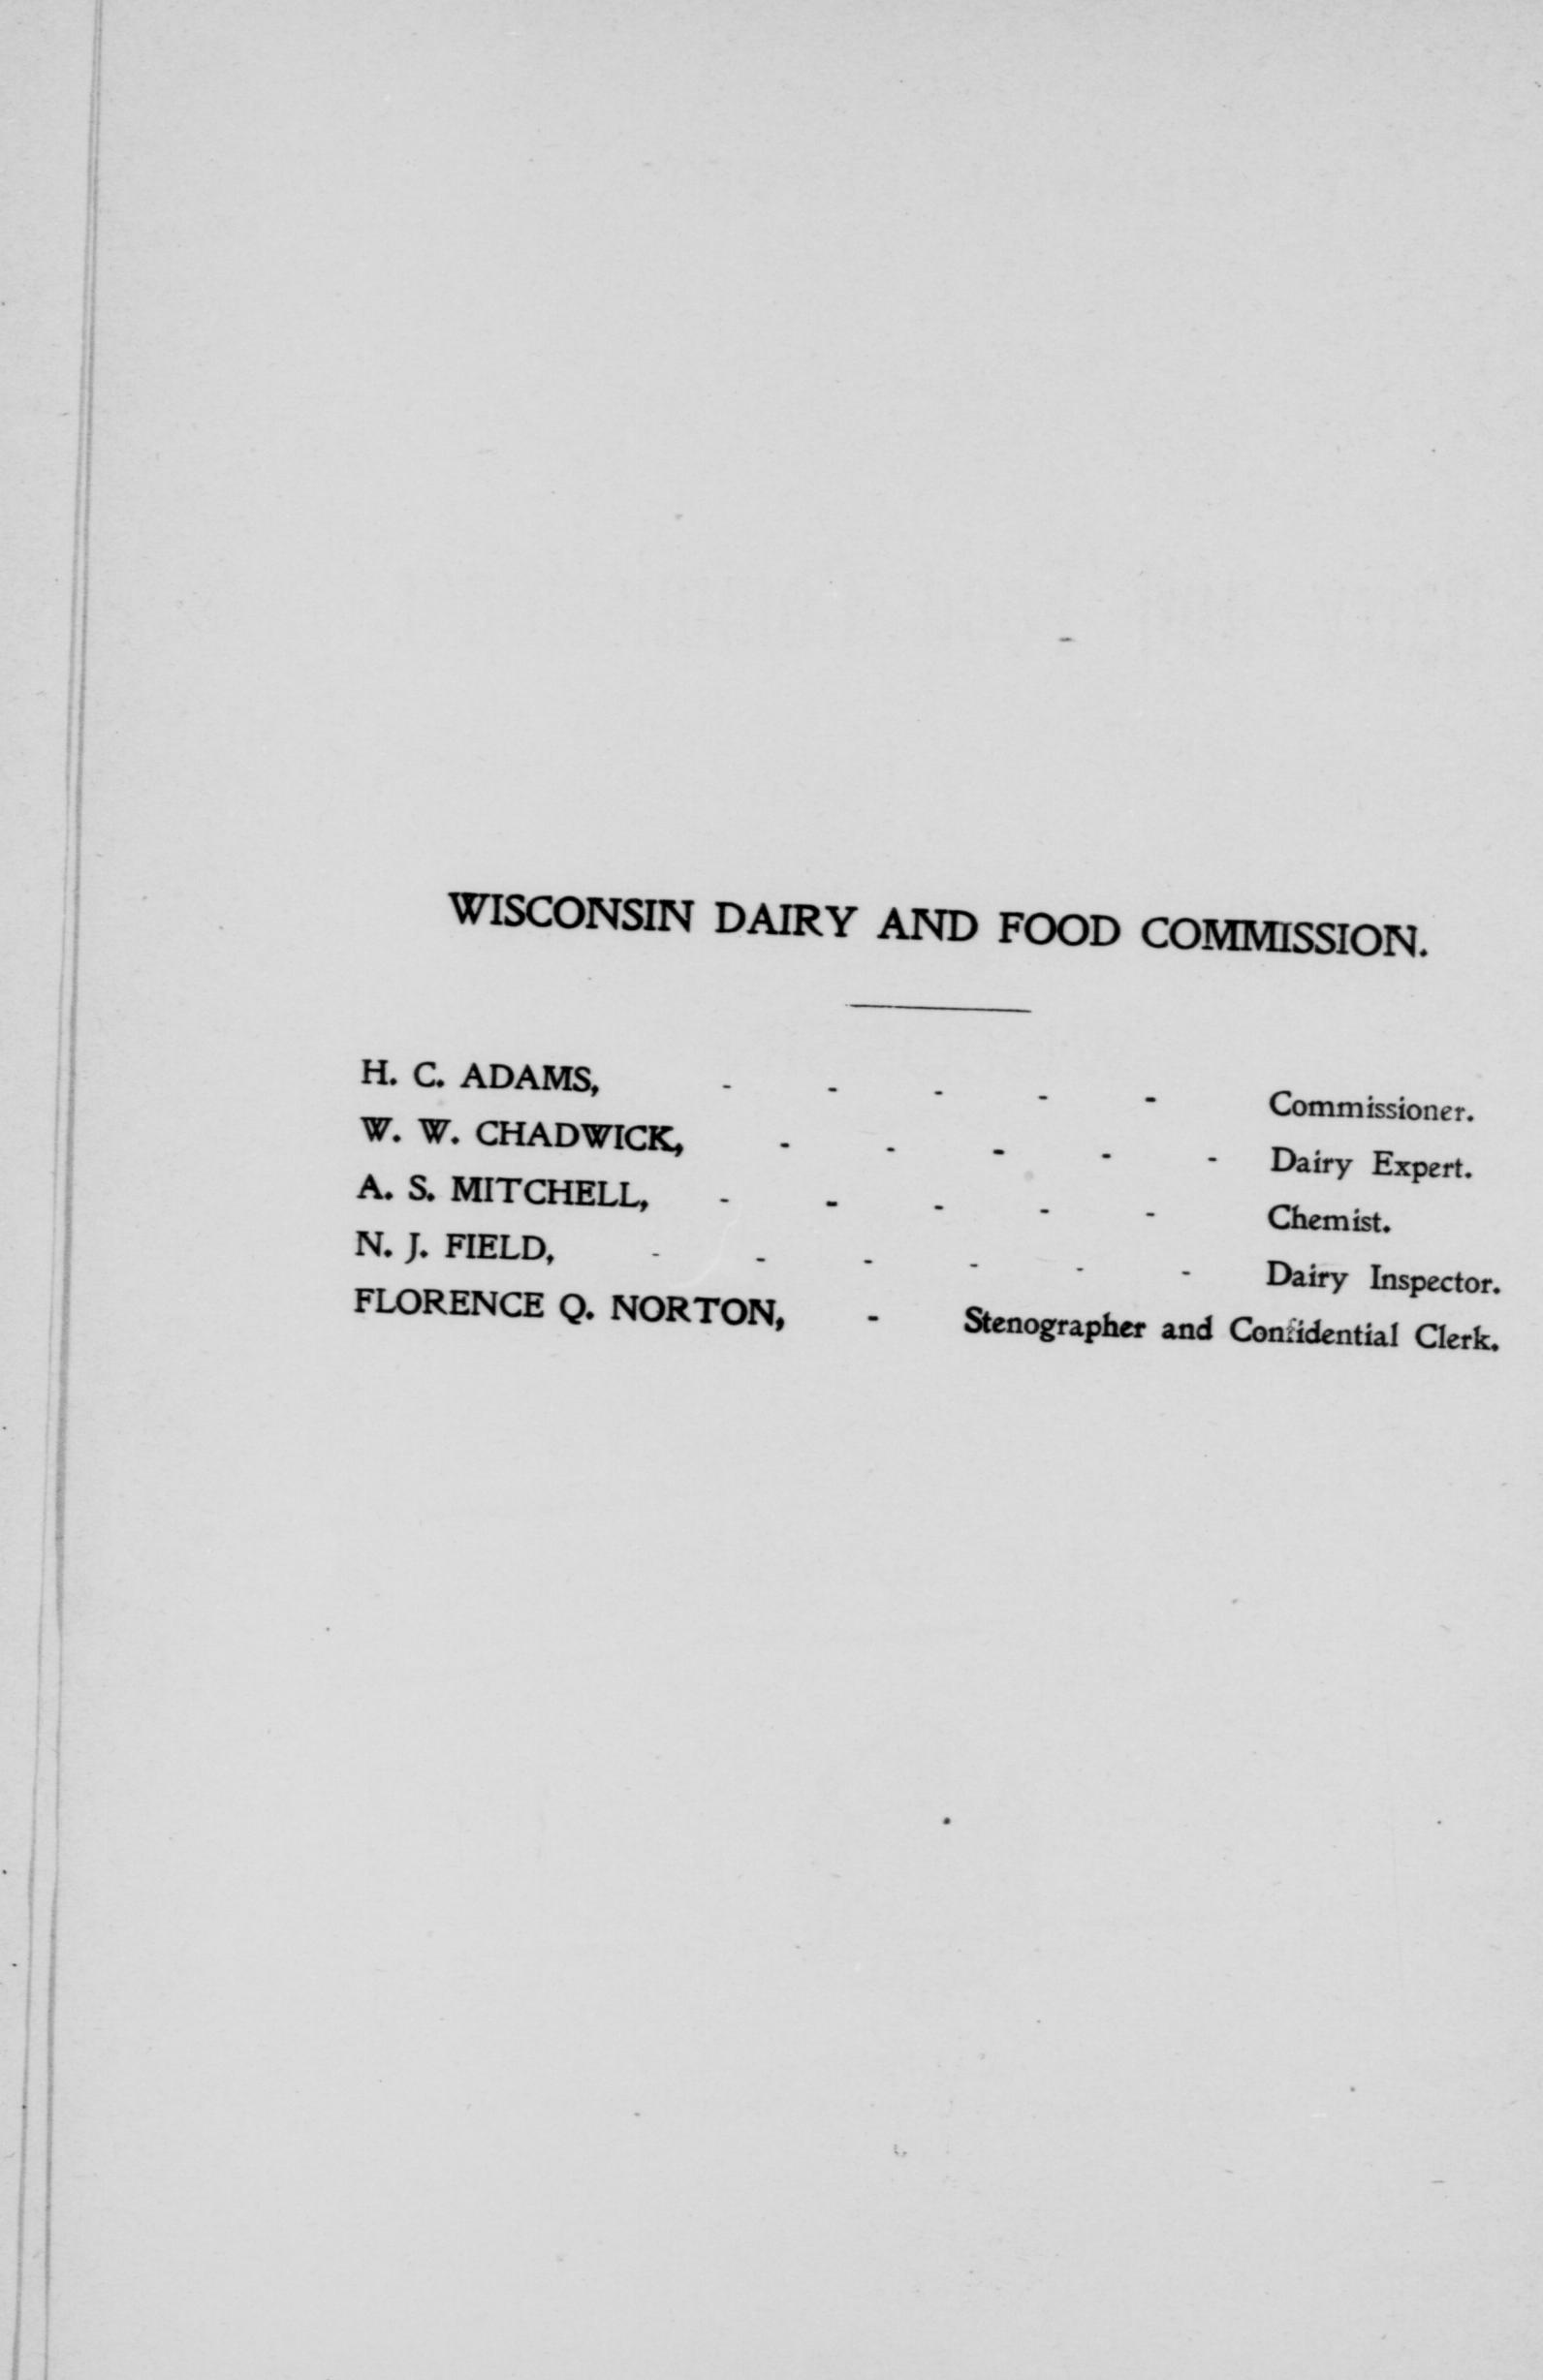 WISCONSIN DAIRY AND FOOD COMMISSION.
H. C. ADAMS, - - - - - Commissioner.
W. W. CHADWICK, - - - - - Dairy Expert.
A. S. MITCHELL, - - - - - Chemist.
N. J. FIELD, - - - - - - Dairy Inspector.
FLORENCE Q. NORTON, - Stenographer and Confidential Clerk.